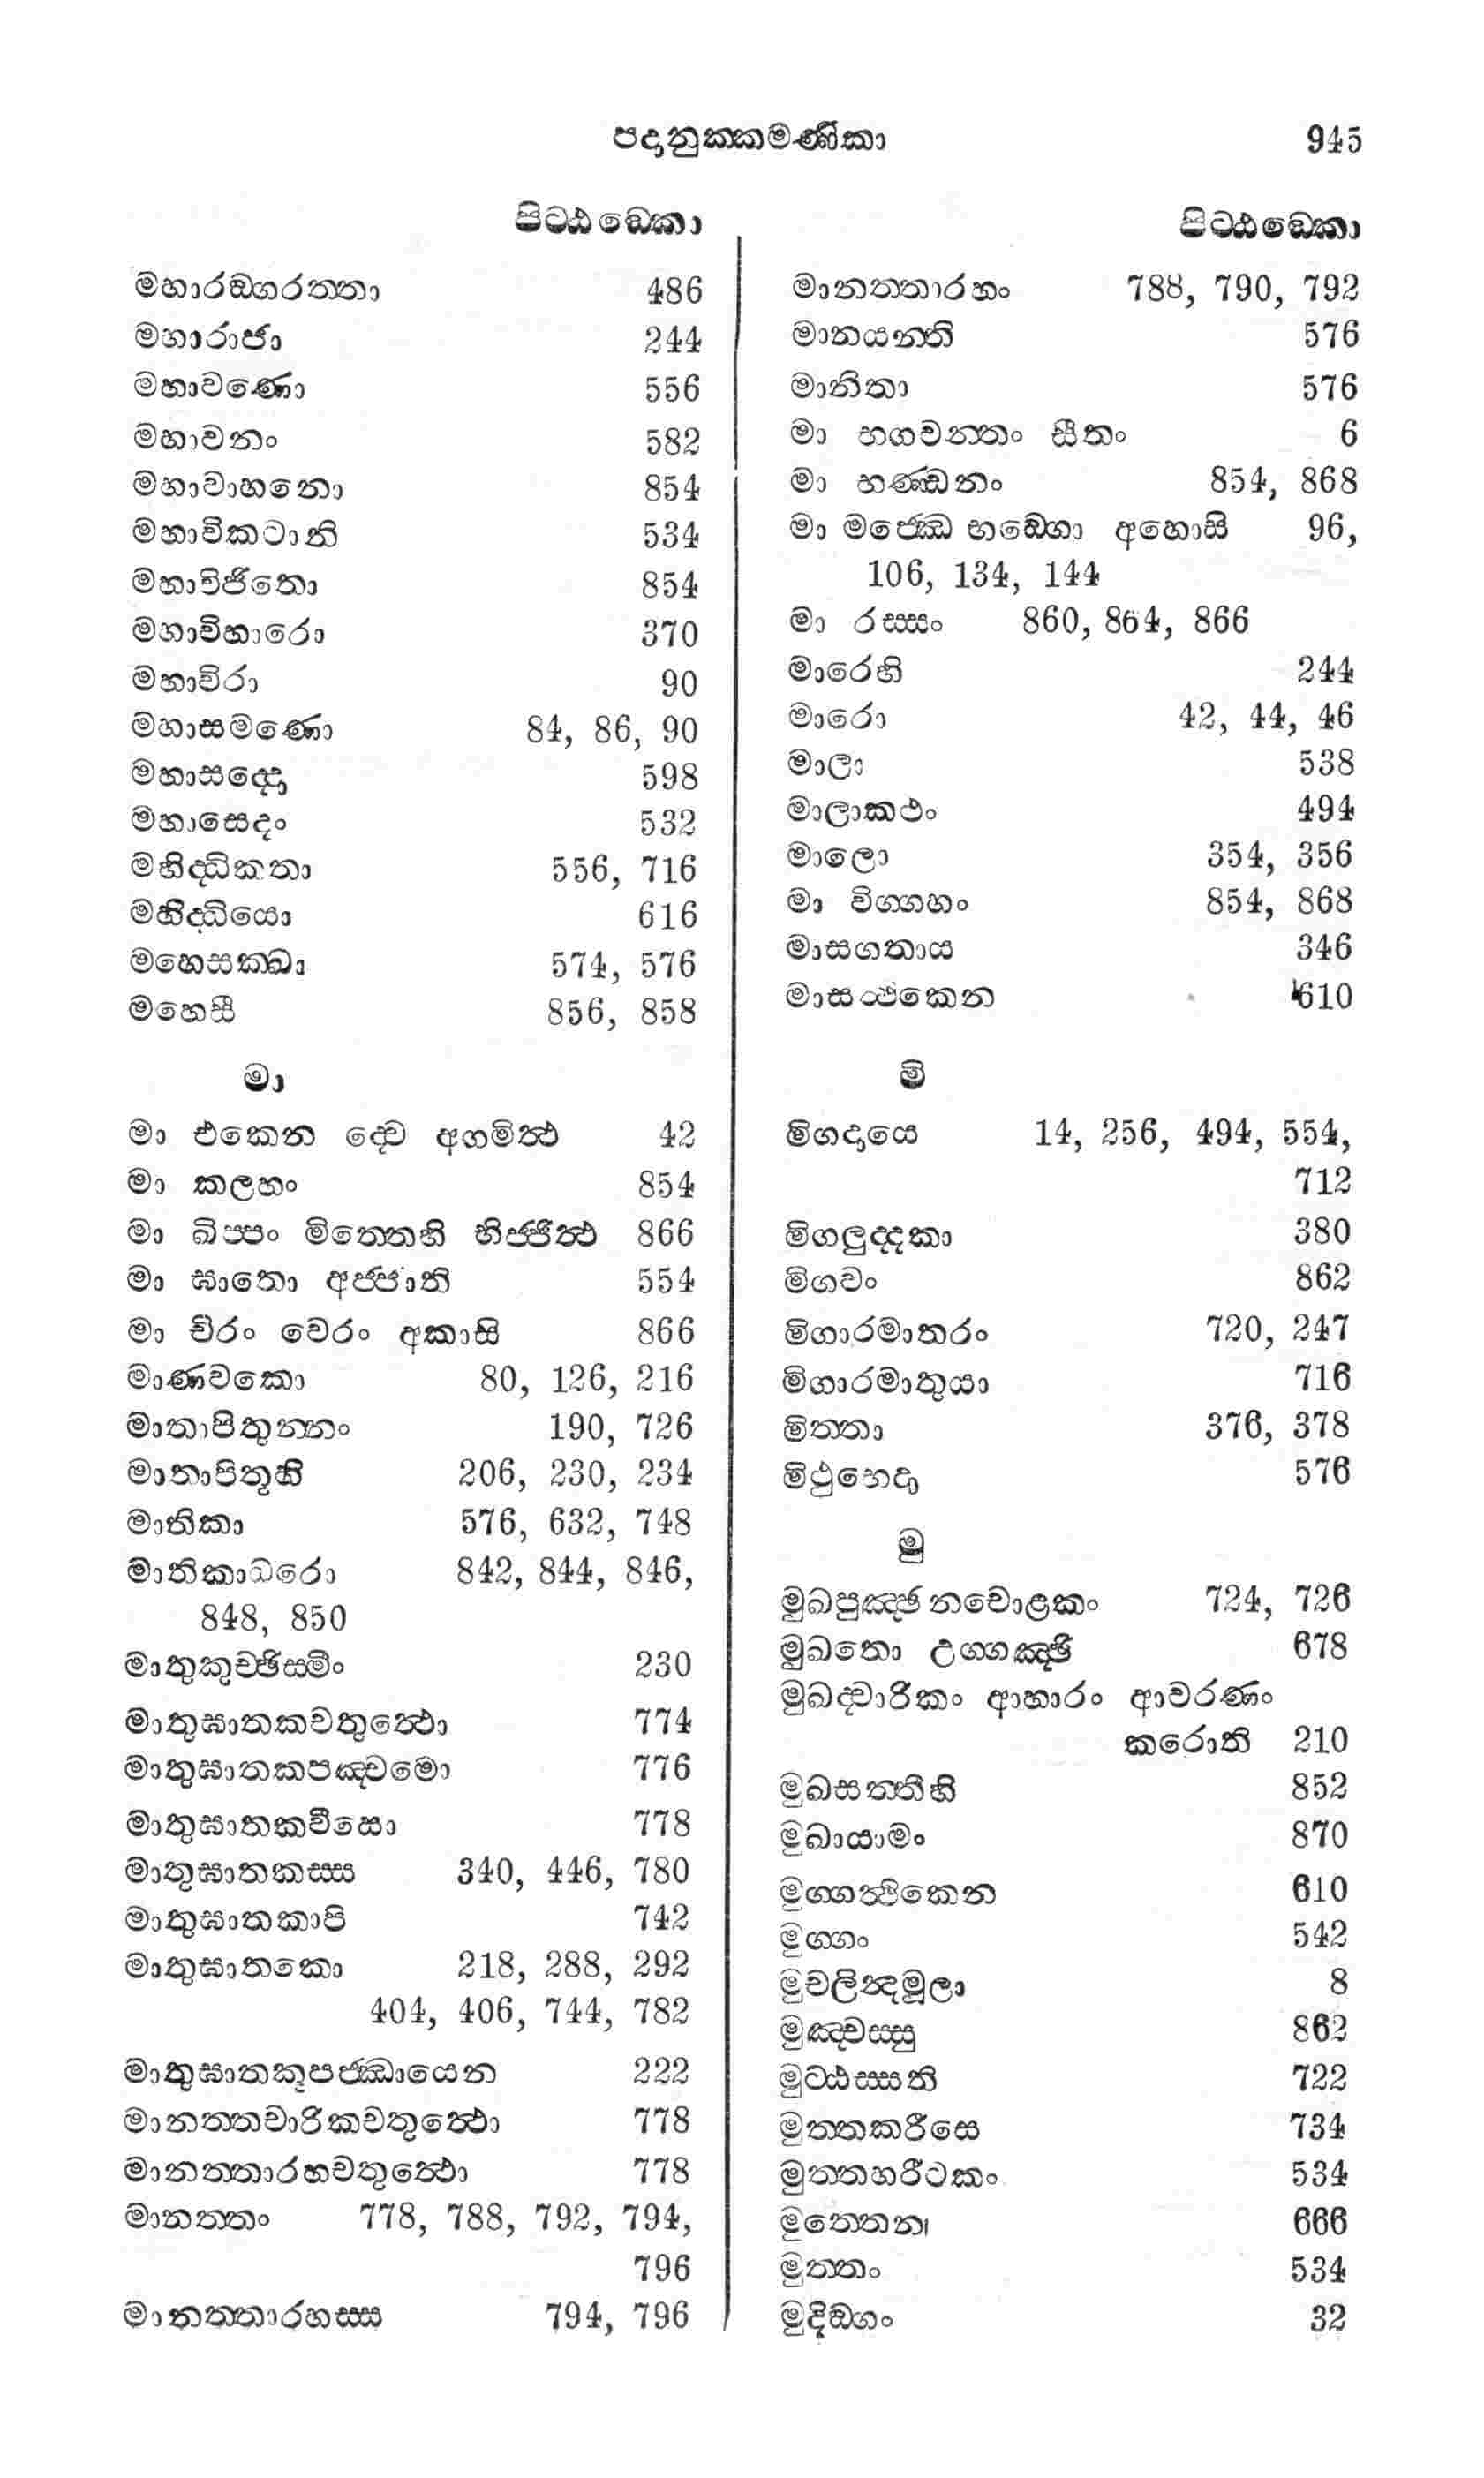 පදානුක්කමණිකා 945
පිට්ඨඞ්කො
මහාරඞ්ගරත්තා 486
මහාරාජා 244
මහාවණො 556
මහාවනං 582
මහාවාහනො 854
මහාවිකටානි 534
මහාවිජිතො 854
මහාවිහාරො 370
මහාවීරා 90
මහාසමණො 84, 86, 90
මහාසද්දො 598
මහාසෙදං 532
මහිද්ධිකතා 556, 716
මහිද්ධියො 616
මහෙසක්ඛා 574, 576
මහෙසී 856, 858
මා
මා එකෙන ද්වෙ අගමිත්ථ 42
මා කලහං 854
මා ඛිප්පං මිත්තෙහි භිජ්ජිත්ථ 866
මා ඝාතො අජ්ජාති 554
මා චිරං වෙරං අකාසි 866
මාණවකො 80, 126, 216
මාතාපිතුන්නං 190, 726
මාතාපිතූහි 206, 230, 234
මාතිකා 576, 632, 748
මාතිකාධරො 842, 844, 846,
848, 850
මාතුකුච්ඡිස්මිං 230
මාතුඝාතකචතුත්ථො 774
මාතුඝාතකපඤ්චමො 776
මාතුඝාතකවීසො 778
මාතුඝාතකස්ස 340, 446, 780
මාතුඝාතකාපි 742
මාතුඝාතකො 218, 288, 292
404, 406, 744, 782
මාතුඝාතකූපජ්ඣායෙන 222
මානත්තචාරිකචතුත්ථො 778
මානත්තාරහචතුත්ථො 778
මානත්තං 778, 788, 792, 794,
796
මානත්තාරහස්ස 794, 796
පිට්ඨඞ්කො
මානත්තාරහං 788, 790, 792
මානයන්ති 576
මානිතා 576
මා භගවන්තං සීතං 6
මා භණ්ඩනං 854, 868
මා මජ්ඣෙ භඞ්ගො අහොසි 96,
106, 134, 144
මා රස්සං 860, 864, 866
මාරෙහි 244
මාරො 42, 44, 46
මාලා 538
මාලාකථං 494
මාලො 354, 356
මා විග්ගහං 854, 868
මාසගතාය 346
මාසත්ථිකෙන 610
මි
මිගදායෙ 14, 256, 494, 554,
712
මිගලුද්දකා 380
මිගවං 862
මිගාරමාතරං 720, 247
මිගාරමාතුයා 716
මිත්තා 376, 378
මිථුභෙදා 576
මු
මුඛපුඤ්ඡනචොළකං 724, 726
මුඛතො උග්ගඤ්ඡි 678
මුඛද්වාරිකං ආහාරං ආවරණං
කරොති 210
මුඛසත්තීහි 852
මුඛායාමං 870
මුග්ගත්ථිකෙන 610
මුග්ගං 542
මුචලින්දමූලා 8
මුඤ්චස්සු 862
මුට්ඨස්සති 722
මුත්තකරීසෙ 734
මුත්තහරීටකං 534
මුත්තෙන 666
මුත්තං 534
මුදිඞ්ගං 32